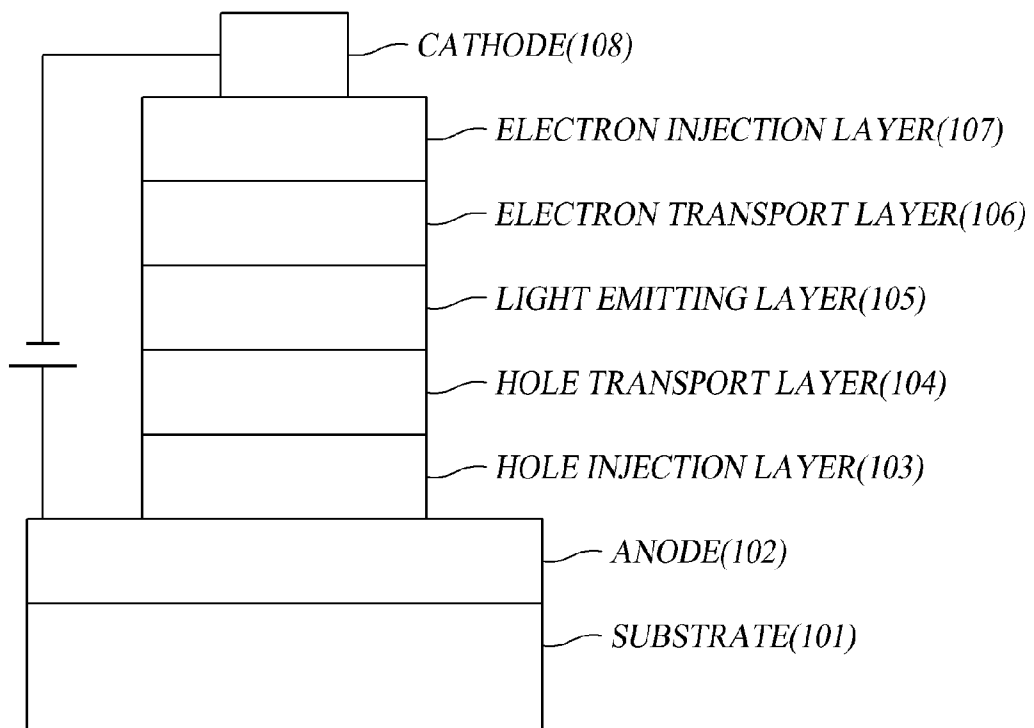 CATHODE(108)
ELECTRON INJECTION LAYER(107)
ELECTRON TRANSPORT LAYER(106)
LIGHT EMITTING LAYER(105)
HOLE TRANSPORT LAYER(104)
HOLE INJECTION LAYER(103)
ANODE(102)
SUBSTRATE(101)